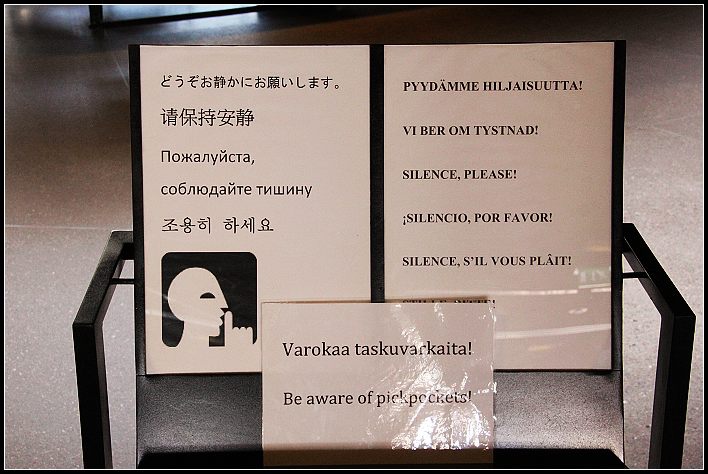 どうぞお静かにお願いします。
请保持安静
Пожалуйста,
соблюдайте тишину
조용히 하세요
PYYDÄMME HILJAISUUTTA!
VI BER OM TYSTNAD!
SILENCE, PLEASE!
¡SILENCIO, POR FAVOR!
SILENCE, S'IL VOUS PLÂIT!
Varokaa taskuvarkaita!
Be aware of pickpockets!